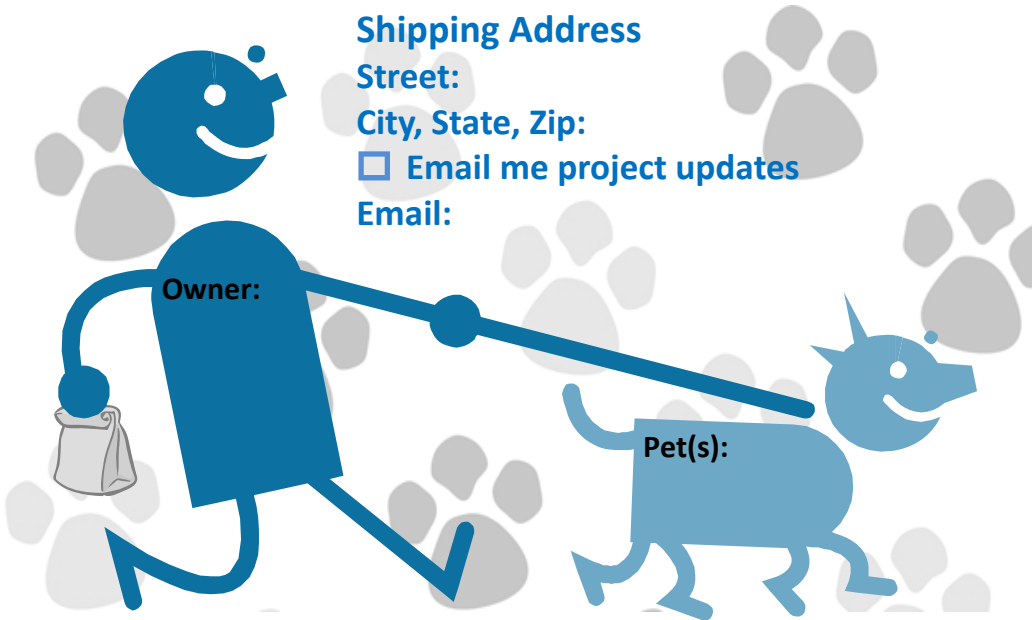 Shipping Address
Street:
City, State, Zip:
Email me project updates
Email:
Owner:
Pet(s):